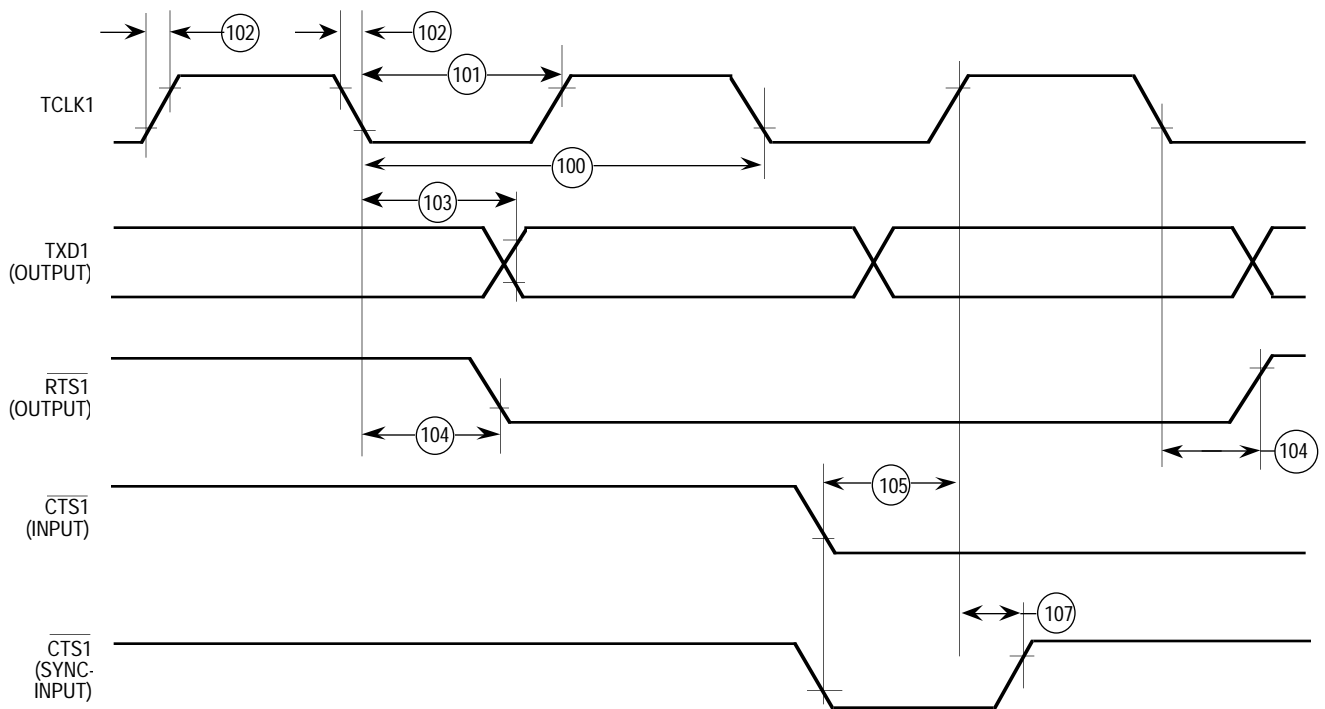 102
102
101
TCLK1
100
103
TXD1
(OUTPUT)
RTS1
(OUTPUT)
104
104
105
CTS1
(INPUT)
107
CTS1
(SYNC-
INPUT)